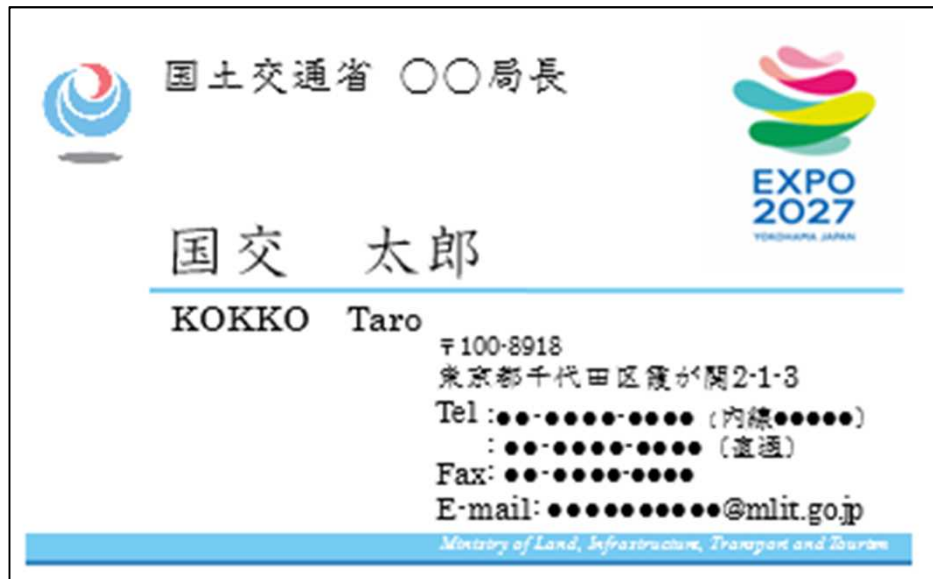 国土交通省 ○○局長
EXPO
2027
YOKOHAMA JAPAN
国交　太郎
KOKKO　Taro
〒100-8918
東京都千代田区霞が関2-1-3
Tel :●●-●●●●-●●●●（内線●●●●●）
:●●-●●●●-●●●●（直通）
Fax:●●-●●●●-●●●●
E-mail:●●●●●●●●●●@mlit.go.jp
Ministry of Land, Infrastructure, Transport and Tourism